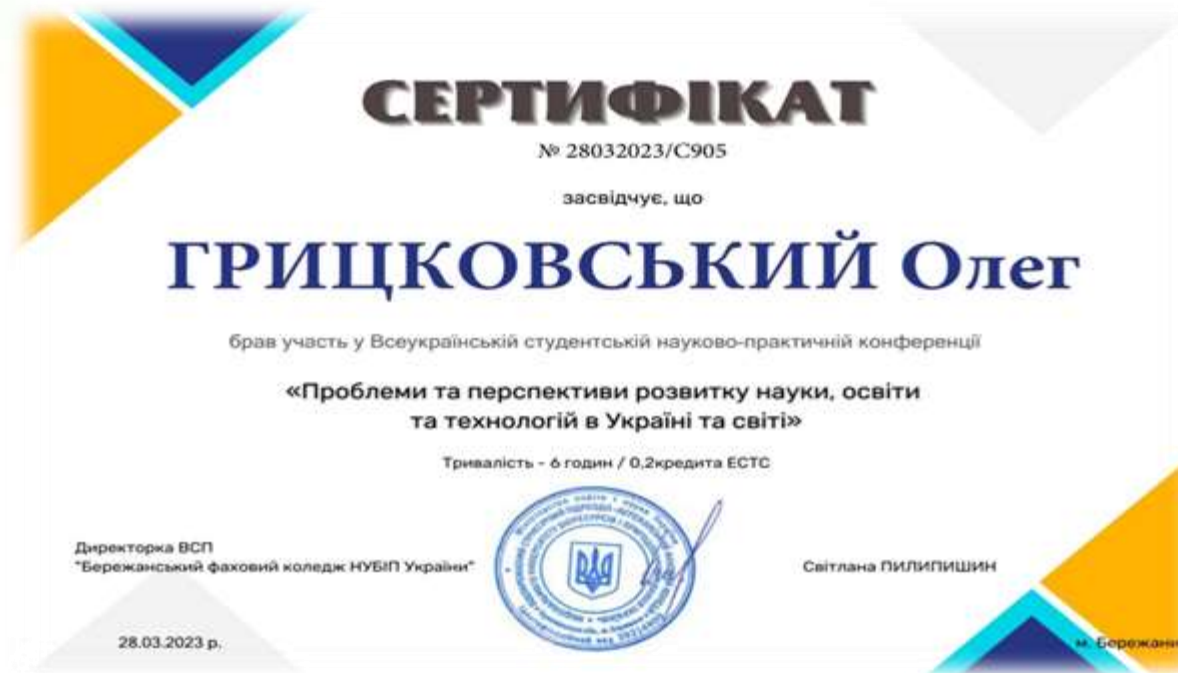 СЕРТИФІКАТ
№ 28032023/С905
засвідчує, що
ГРИЦКОВСЬКИЙ Олег
брав участь у Всеукраїнській студентській науково-практичній конференції
«Проблеми та перспективи розвитку науки, освіти
та технологій в Україні та світі»
Тривалість - 6 годин / 0,2кредита ЕСТС
Директорка ВСП
"Бережанський фаховий коледж НУБІП України"
Світлана ПИЛИПИШИН
28.03.2023 р.
м. Бережани